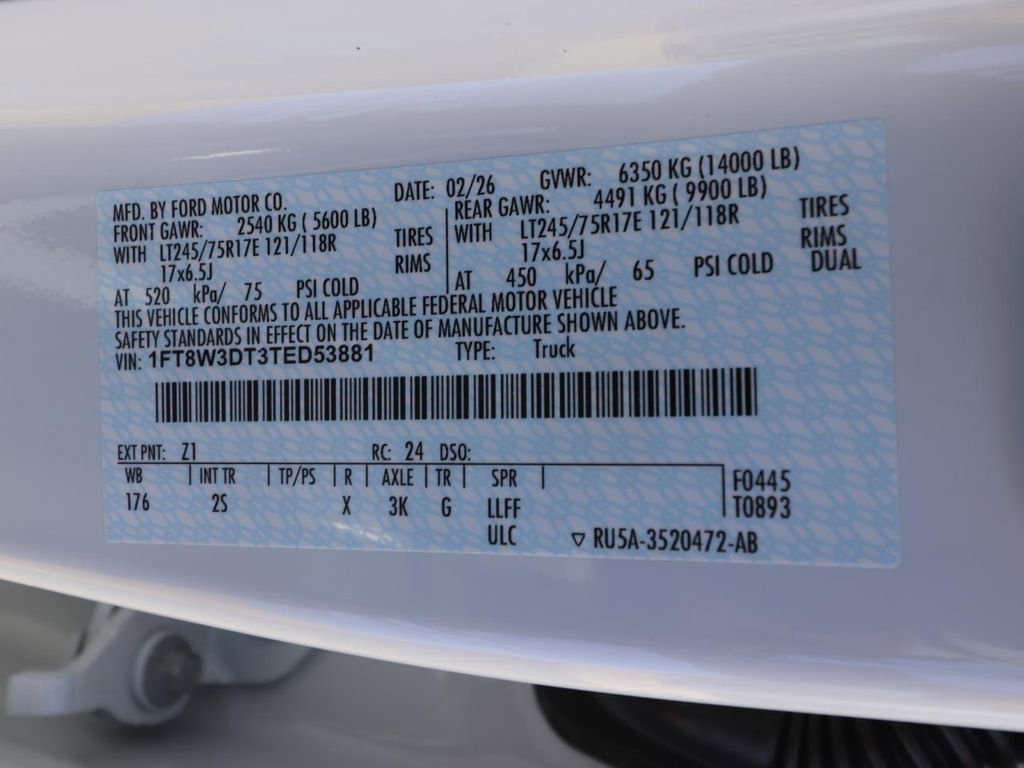 MFD. BY FORD MOTOR CO. DATE: 02/26 GVWR: 6350 KG (14000 LB)
FRONT GAWR: 2540 KG ( 5600 LB) REAR GAWR: 4491 KG ( 9900 LB)
WITH LT245/75R17E 121/118R TIRES WITH LT245/75R17E 121/118R TIRES
17x6.5J RIMS 17x6.5J RIMS
AT 520 kPa/ 75 PSI COLD AT 450 kPa/ 65 PSI COLD DUAL
THIS VEHICLE CONFORMS TO ALL APPLICABLE FEDERAL MOTOR VEHICLE
SAFETY STANDARDS IN EFFECT ON THE DATE OF MANUFACTURE SHOWN ABOVE.
VIN: 1FT8W3DT3TED53881 TYPE: Truck
EXT PNT: Z1 RC: 24 DSO:
WB INT TR TP/PS R AXLE TR SPR F0445
176 2S X 3K G LLFF T0893
ULC ▽ RU5A-3520472-AB